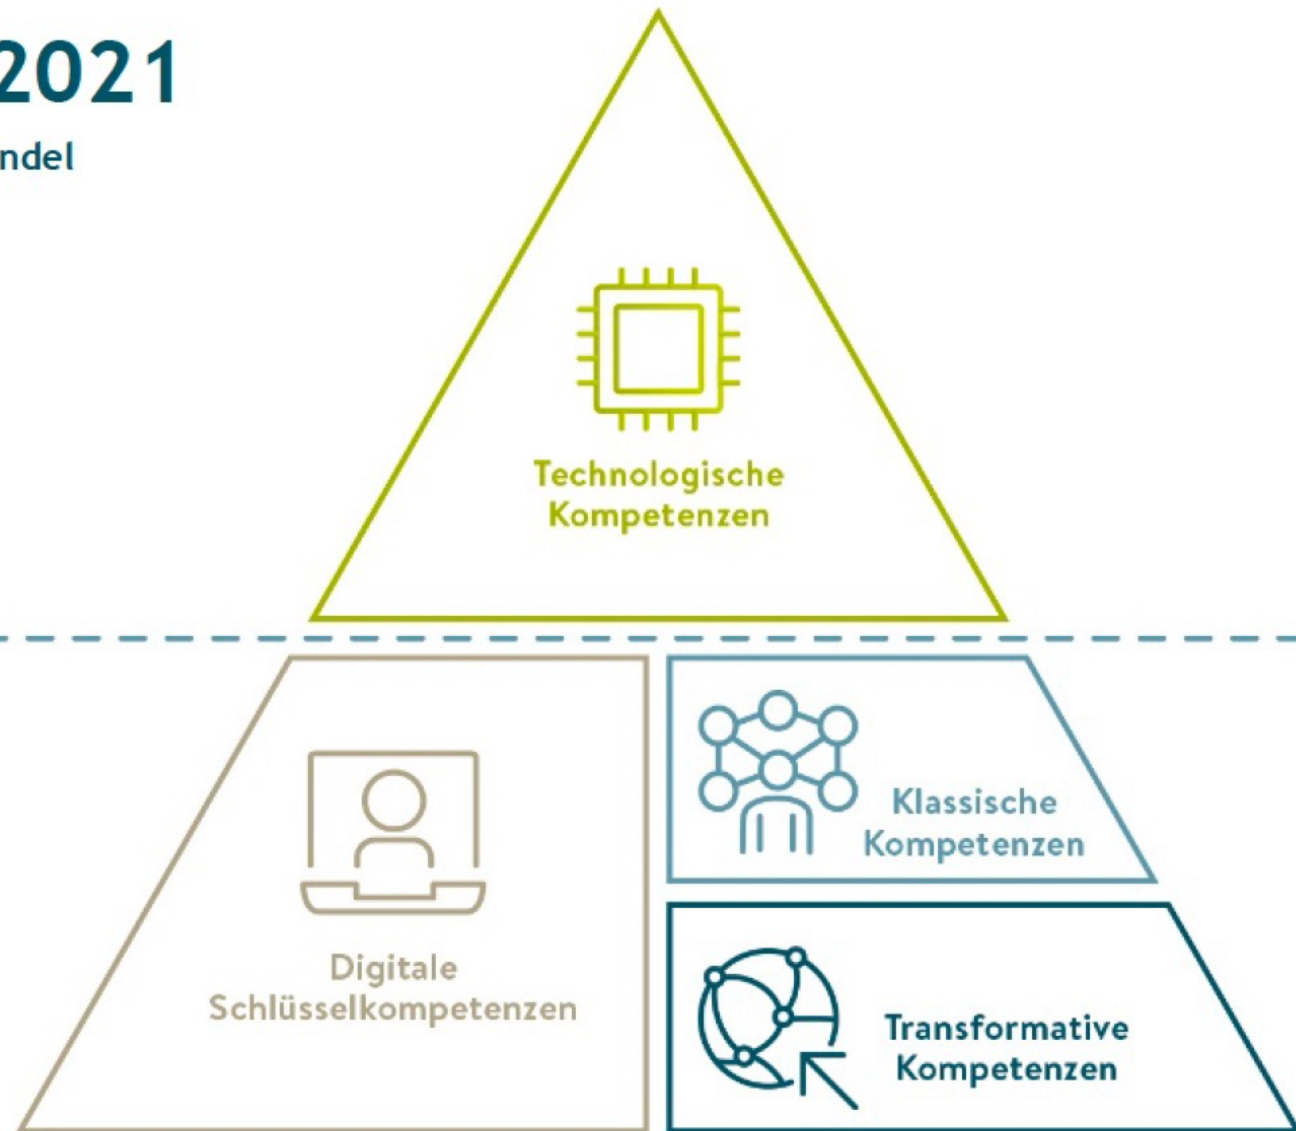 2021
ndel
Technologische
Kompetenzen
Klassische
Kompetenzen
Digitale
Schlüsselkompetenzen
Transformative
Kompetenzen